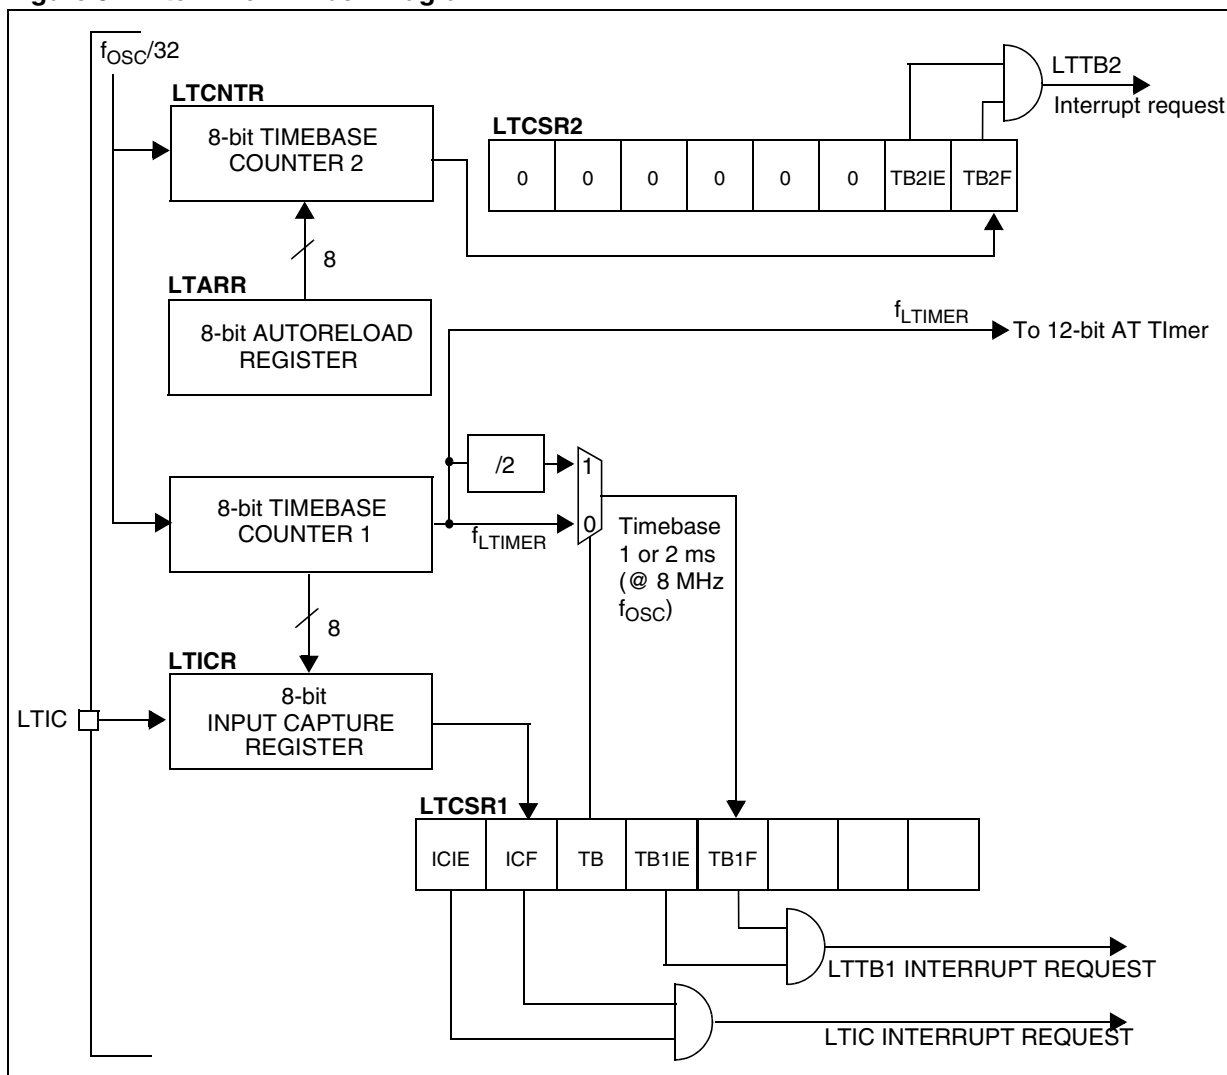 fOSC/32
LTCNTR
8-bit TIMEBASE
COUNTER 2
8
LTARR
8-bit AUTORELOAD
REGISTER
LTCSR2
0 0 0 0 0 0 TB2IE TB2F
LTTB2
Interrupt request
fLTIMER
To 12-bit AT TImer
8-bit TIMEBASE
COUNTER 1
/2
1
0
fLTIMER
Timebase
1 or 2 ms
(@ 8 MHz
fOSC)
8
LTICR
LTIC
8-bit
INPUT CAPTURE
REGISTER
LTCSR1
ICIE ICF TB TB1IE TB1F
LTTB1 INTERRUPT REQUEST
LTIC INTERRUPT REQUEST